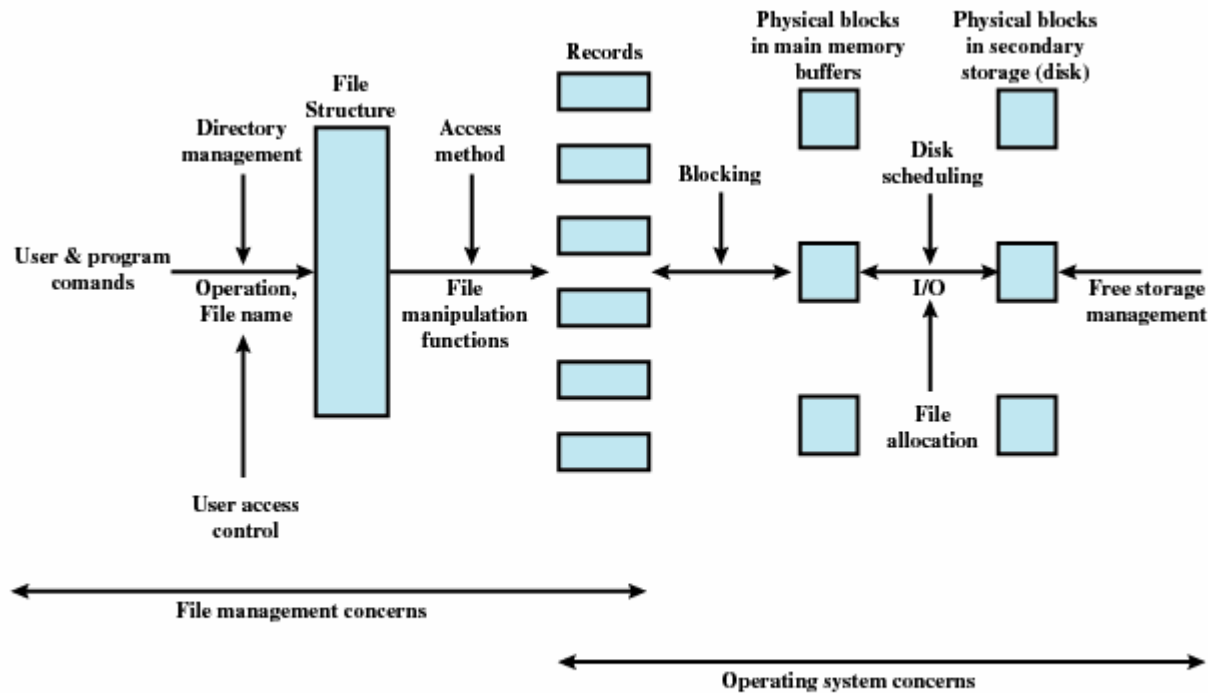 Physical blocks
in main memory
buffers
Physical blocks
in secondary
storage (disk)
Records
File
Structure
Directory
management
Access
method
Blocking
Disk
scheduling
User & program
comands
Operation,
File name
File
manipulation
functions
I/O
Free storage
management
File
allocation
User access
control
File management concerns
Operating system concerns